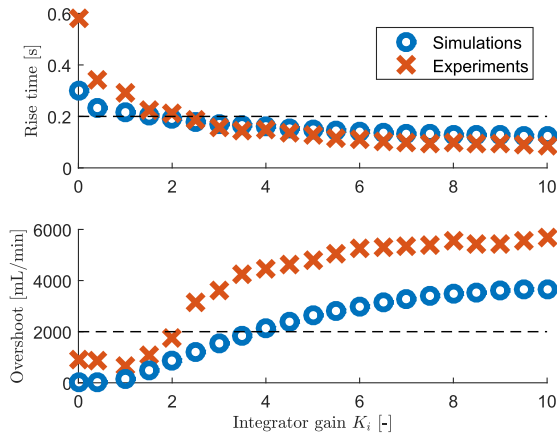 0.6
0.4
0.2
0
Rise time [s]
Simulations
Experiments
0 2 4 6 8 10
6000
4000
2000
0
Overshoot [mL/min]
0 2 4 6 8 10
Integrator gain K_i [-]